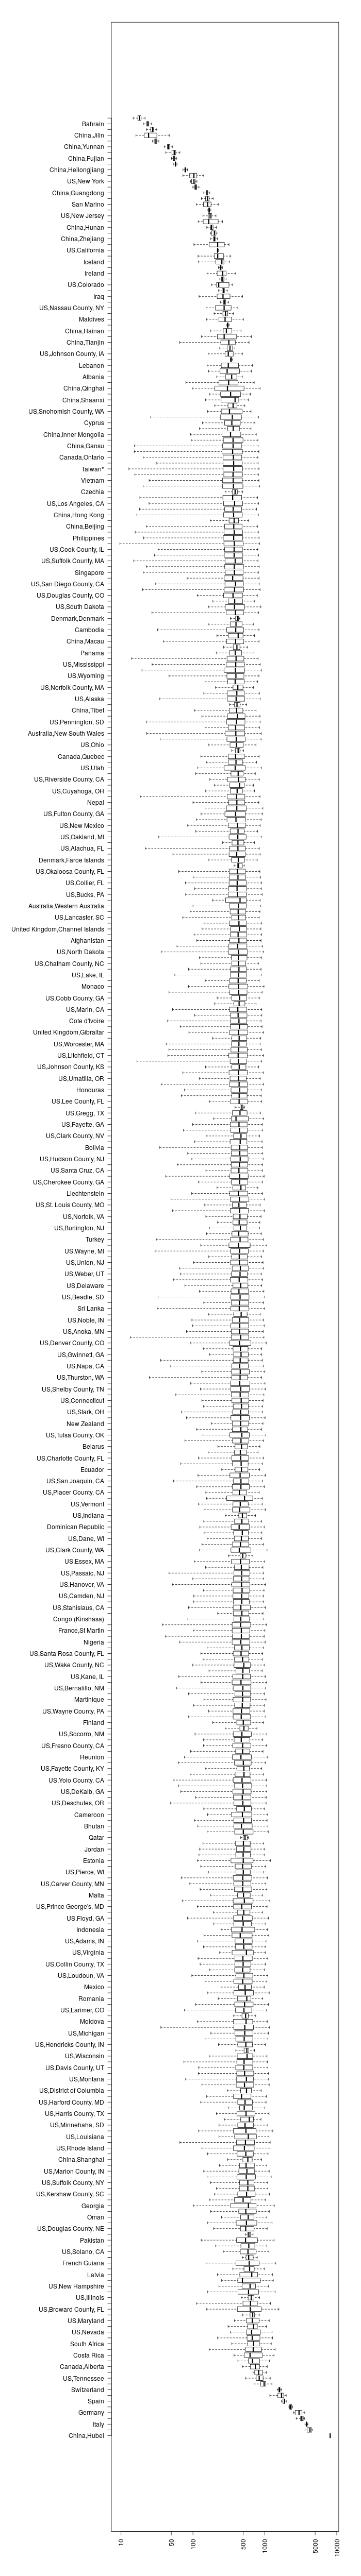 Bahrain
China,Jilin
China,Yunnan
China,Fujian
China,Heilongjiang
US,New York
China,Guangdong
San Marino
US,New Jersey
China,Hunan
China,Zhejiang
US,California
Iceland
Ireland
US,Colorado
Iraq
US,Nassau County, NY
Maldives
China,Hainan
China,Tianjin
US,Johnson County, IA
Lebanon
Albania
China,Qinghai
China,Shaanxi
US,Snohomish County, WA
Cyprus
China,Inner Mongolia
China,Gansu
Canada,Ontario
Taiwan*
Vietnam
Czechia
US,Los Angeles, CA
China,Hong Kong
China,Beijing
Philippines
US,Cook County, IL
US,Suffolk County, MA
Singapore
US,San Diego County, CA
US,Douglas County, CO
US,South Dakota
Denmark,Denmark
Cambodia
China,Macau
Panama
US,Mississippi
US,Wyoming
US,Norfolk County, MA
US,Alaska
China,Tibet
US,Pennington, SD
Australia,New South Wales
US,Ohio
Canada,Quebec
US,Utah
US,Riverside County, CA
US,Cuyahoga, OH
Nepal
US,Fulton County, GA
US,New Mexico
US,Oakland, MI
US,Alachua, FL
Denmark,Faroe Islands
US,Okaloosa County, FL
US,Collier, FL
US,Bucks, PA
Australia,Western Australia
US,Lancaster, SC
United Kingdom,Channel Islands
Afghanistan
US,North Dakota
US,Chatham County, NC
US,Lake, IL
Monaco
US,Cobb County, GA
US,Marin, CA
Cote d'Ivoire
United Kingdom,Gibraltar
US,Worcester, MA
US,Litchfield, CT
US,Johnson County, KS
US,Umatilla, OR
Honduras
US,Lee County, FL
US,Gregg, TX
US,Fayette, GA
US,Clark County, NV
Bolivia
US,Hudson County, NJ
US,Santa Cruz, CA
US,Cherokee County, GA
Liechtenstein
US,St. Louis County, MO
US,Norfolk, VA
US,Burlington, NJ
Turkey
US,Wayne, MI
US,Union, NJ
US,Weber, UT
US,Delaware
US,Beadle, SD
Sri Lanka
US,Noble, IN
US,Anoka, MN
US,Denver County, CO
US,Gwinnett, GA
US,Napa, CA
US,Thurston, WA
US,Shelby County, TN
US,Connecticut
US,Stark, OH
New Zealand
US,Tulsa County, OK
Belarus
US,Charlotte County, FL
Ecuador
US,San Joaquin, CA
US,Placer County, CA
US,Vermont
US,Indiana
Dominican Republic
US,Dane, WI
US,Clark County, WA
US,Essex, MA
US,Passaic, NJ
US,Hanover, VA
US,Camden, NJ
US,Stanislaus, CA
Congo (Kinshasa)
France,St Martin
Nigeria
US,Santa Rosa County, FL
US,Wake County, NC
US,Kane, IL
US,Bernalillo, NM
Martinique
US,Wayne County, PA
Finland
US,Socorro, NM
US,Fresno County, CA
Reunion
US,Fayette County, KY
US,Yolo County, CA
US,DeKalb, GA
US,Deschutes, OR
Cameroon
Bhutan
Qatar
Jordan
Estonia
US,Pierce, WI
US,Carver County, MN
Malta
US,Prince George's, MD
US,Floyd, GA
Indonesia
US,Adams, IN
US,Virginia
US,Collin County, TX
US,Loudoun, VA
Mexico
Romania
US,Larimer, CO
Moldova
US,Michigan
US,Hendricks County, IN
US,Wisconsin
US,Davis County, UT
US,Montana
US,District of Columbia
US,Harford County, MD
US,Harris County, TX
US,Minnehaha, SD
US,Louisiana
US,Rhode Island
China,Shanghai
US,Marion County, IN
US,Suffolk County, NY
US,Kershaw County, SC
Georgia
Oman
US,Douglas County, NE
Pakistan
US,Solano, CA
French Guiana
Latvia
US,New Hampshire
US,Illinois
US,Broward County, FL
US,Maryland
US,Nevada
South Africa
Costa Rica
Canada,Alberta
US,Tennessee
Switzerland
Spain
Germany
Italy
China,Hubei
10
50
100
500
1000
5000
10000